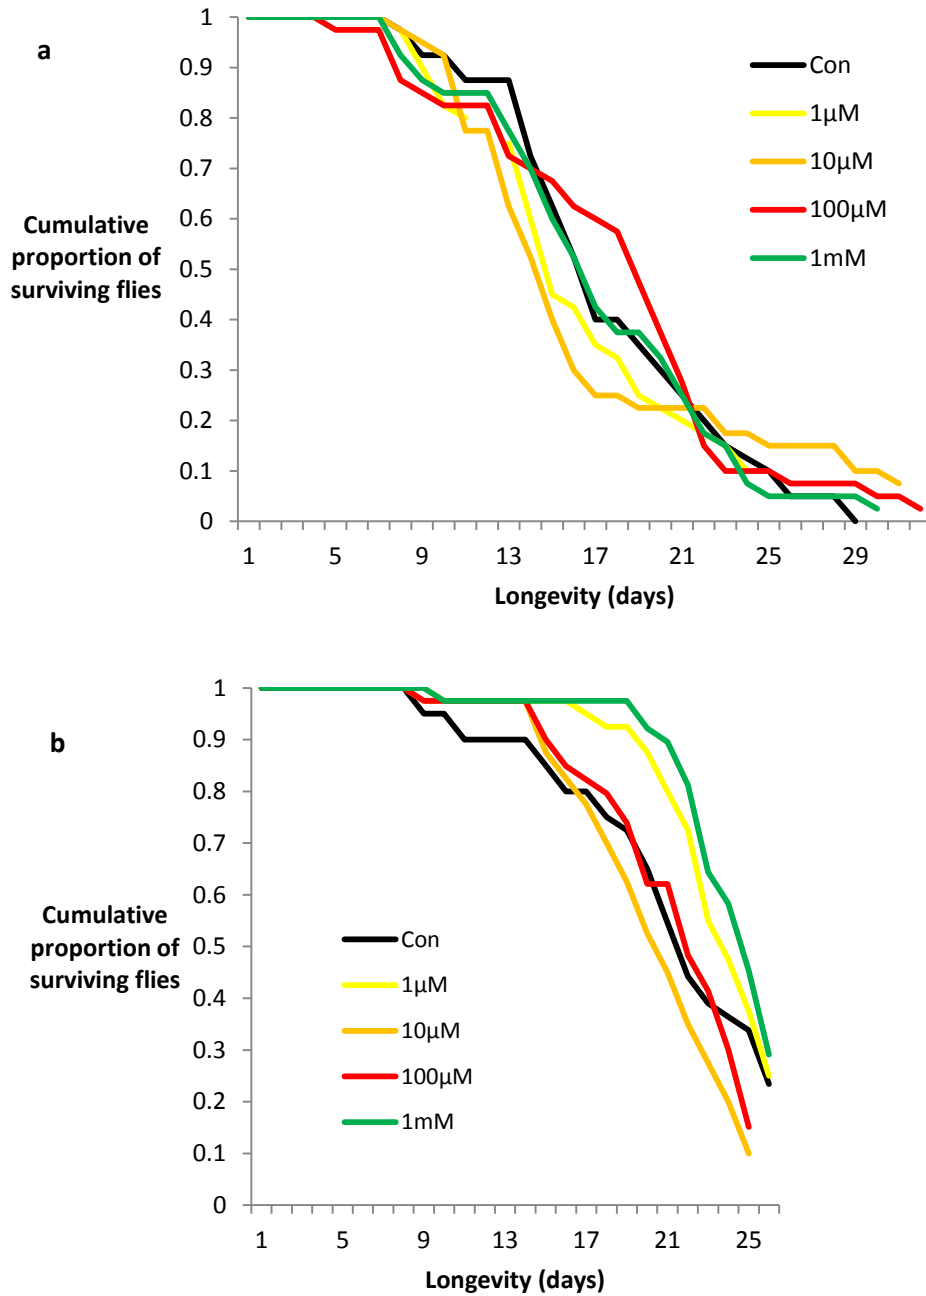 a
1
0.9
0.8
0.7
0.6
0.5
0.4
0.3
0.2
0.1
0
Cumulative
proportion of
surviving flies
Con
1µM
10µM
100µM
1mM
1 5 9 13 17 21 25 29
Longevity (days)
b
1
0.9
0.8
0.7
0.6
0.5
0.4
0.3
0.2
0.1
0
Cumulative
proportion of
surviving flies
Con
1µM
10µM
100µM
1mM
1 5 9 13 17 21 25
Longevity (days)